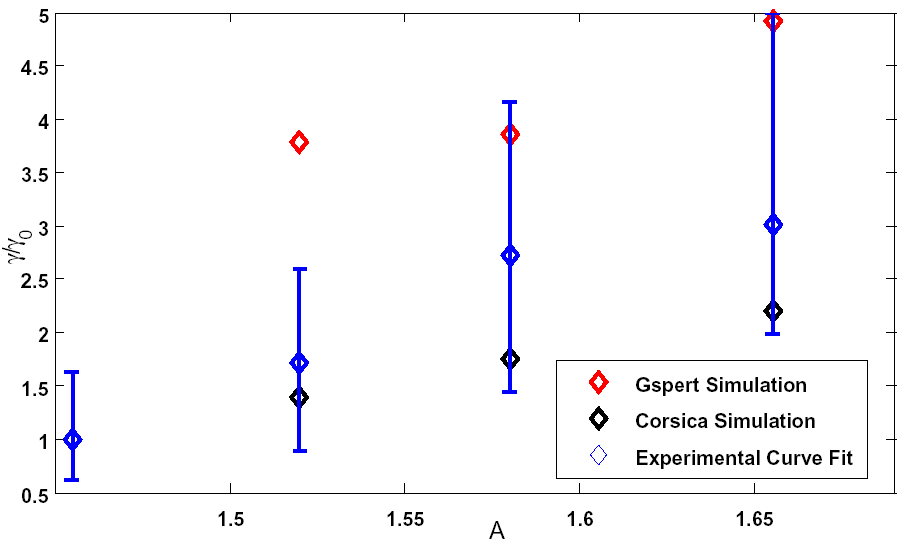 5
4.5
4
3.5
3
2.5
2
1.5
1
0.5
γ/γ0
1.5
1.55
1.6
1.65
A
Gspert Simulation
Corsica Simulation
Experimental Curve Fit